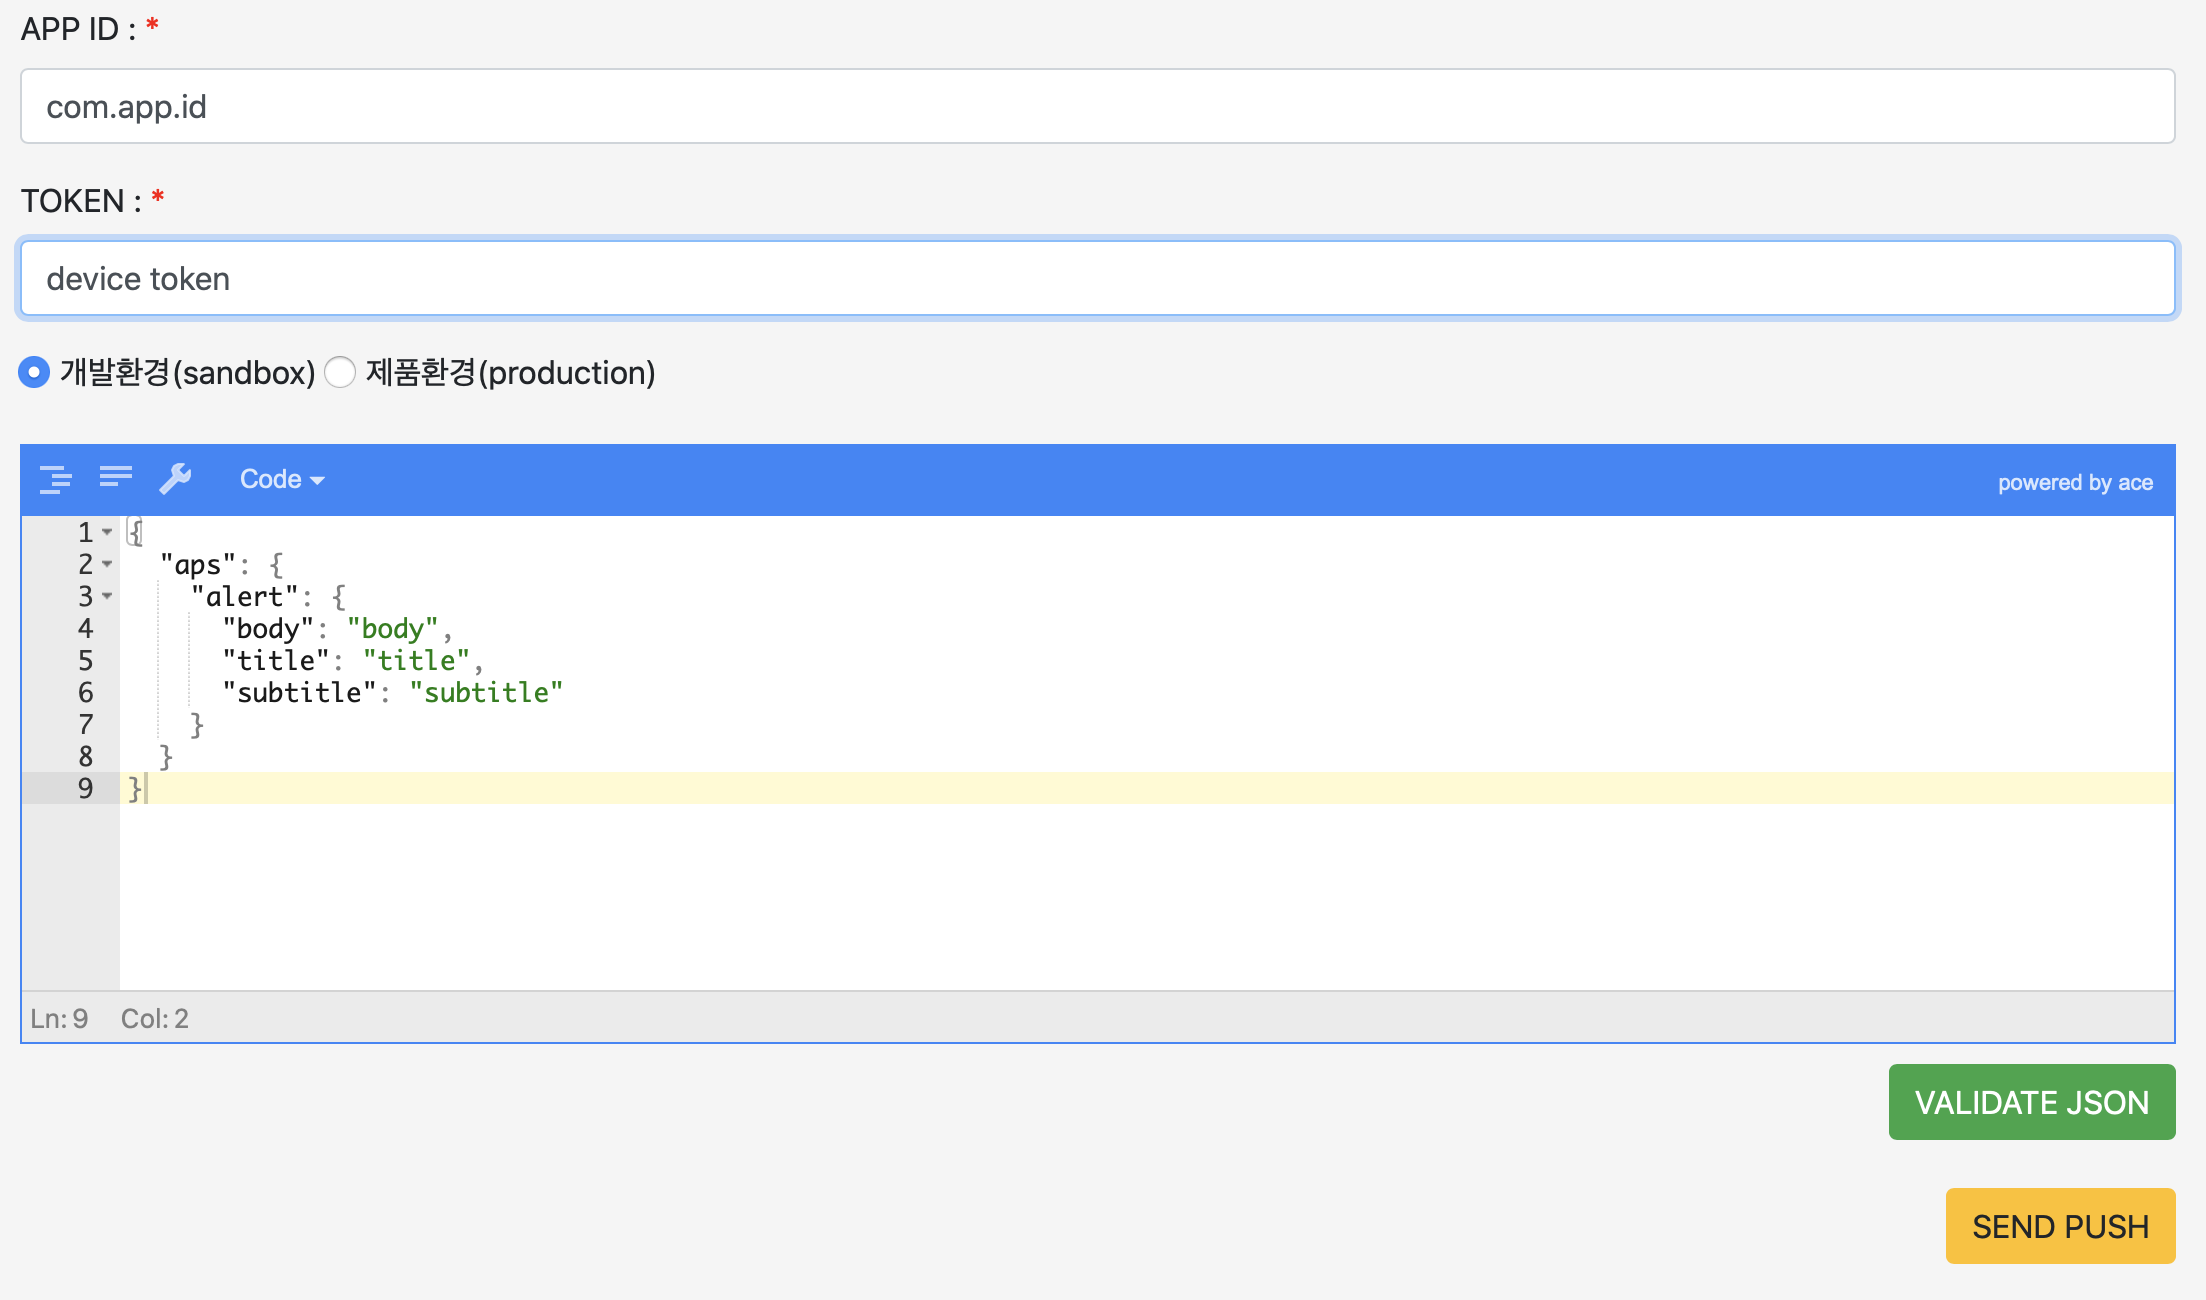 APP ID : *
com.app.id
TOKEN : *
device token
개발환경(sandbox) 제품환경(production)
Code powered by ace
1 {
2 "aps": {
3 "alert": {
4 "body": "body",
5 "title": "title",
6 "subtitle": "subtitle"
7 }
8 }
9 }
Ln: 9 Col: 2
VALIDATE JSON
SEND PUSH